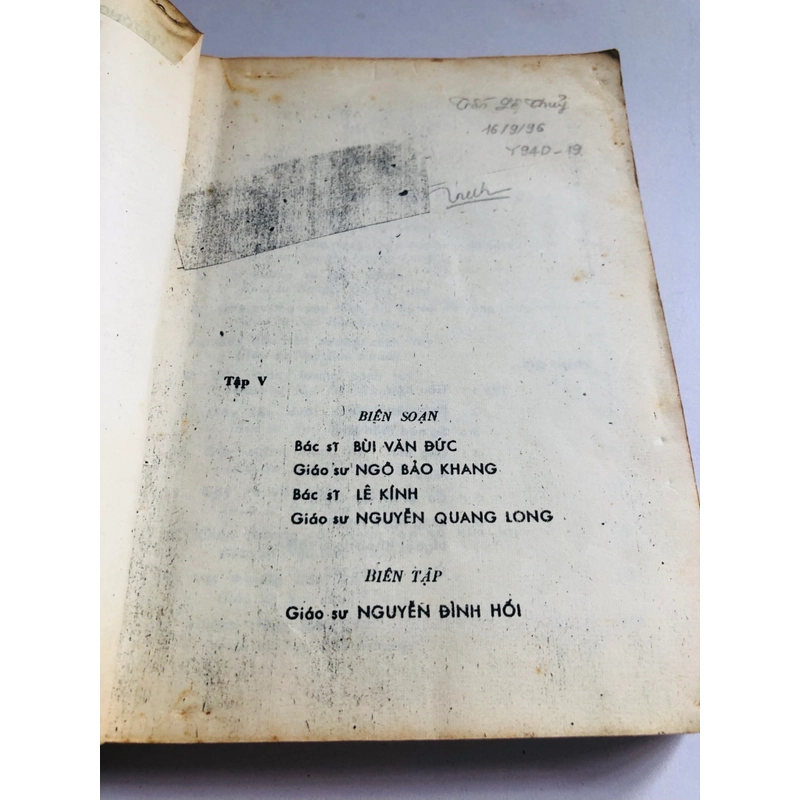 16/9/96
Y94D-19
Tập V
BIÊN SOẠN
Bác sĩ BÙI VĂN ĐỨC
Giáo sư NGÔ BẢO KHANG
Bác sĩ LÊ KÍNH
Giáo sư NGUYỄN QUANG LONG
BIÊN TẬP
Giáo sư NGUYỄN ĐÌNH HỐI